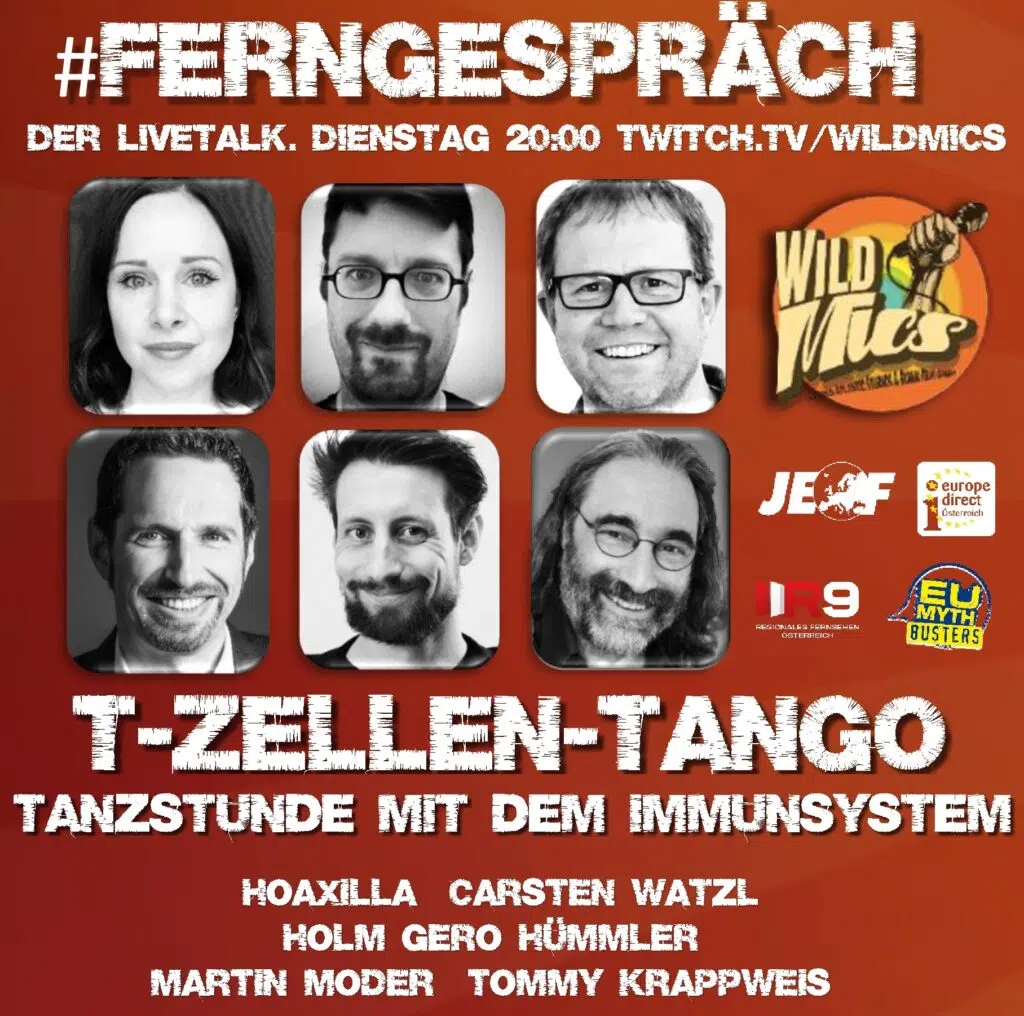 #FERNGESPRÄCH
DER LIVETALK. DIENSTAG 20:00 TWITCH.TV/WILDMICS
WILD
MICS
JEF
europe
direct
Österreich
R9
REGIONALES FERNSEHEN
ÖSTERREICH
EU
MYTH
BUSTERS
T-ZELLEN-TANGO
TANZSTUNDE MIT DEM IMMUNSYSTEM
HOAXILLA CARSTEN WATZL
HOLM GERO HÜMMLER
MARTIN MODER TOMMY KRAPPWEIS